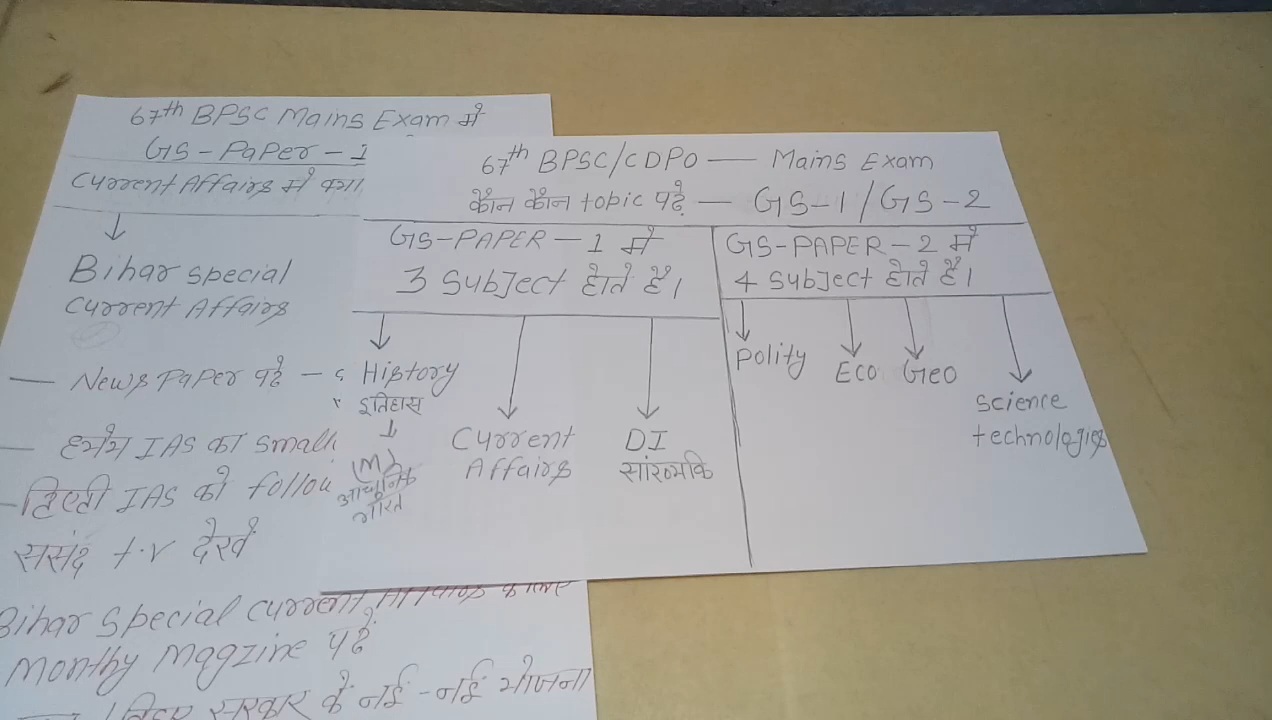 67th BPSC Mains Exam में
GS-PaPer-1
Current Affairs में क्या
Bihar special
Current Affairs
— News PaPer पढ़े —
— IAS का small
— IAS को follow
संसद t.v देखें
Bihar special current
Monthy magzine पढ़ें
सरकार के नई-नई योजना
67th BPSC/CDPO — Mains Exam
कौन कौन topic पढ़े — GS-1/GS-2
GS-PAPER-1 में
3 Subject होते हैं।
History
इतिहास
(M)
आधुनिक
भारत
Current
Affairs
DI
सांख्यकि
GS-PAPER-2 में
4 Subject होते हैं।
Polity
Eco
Geo
science
technologies